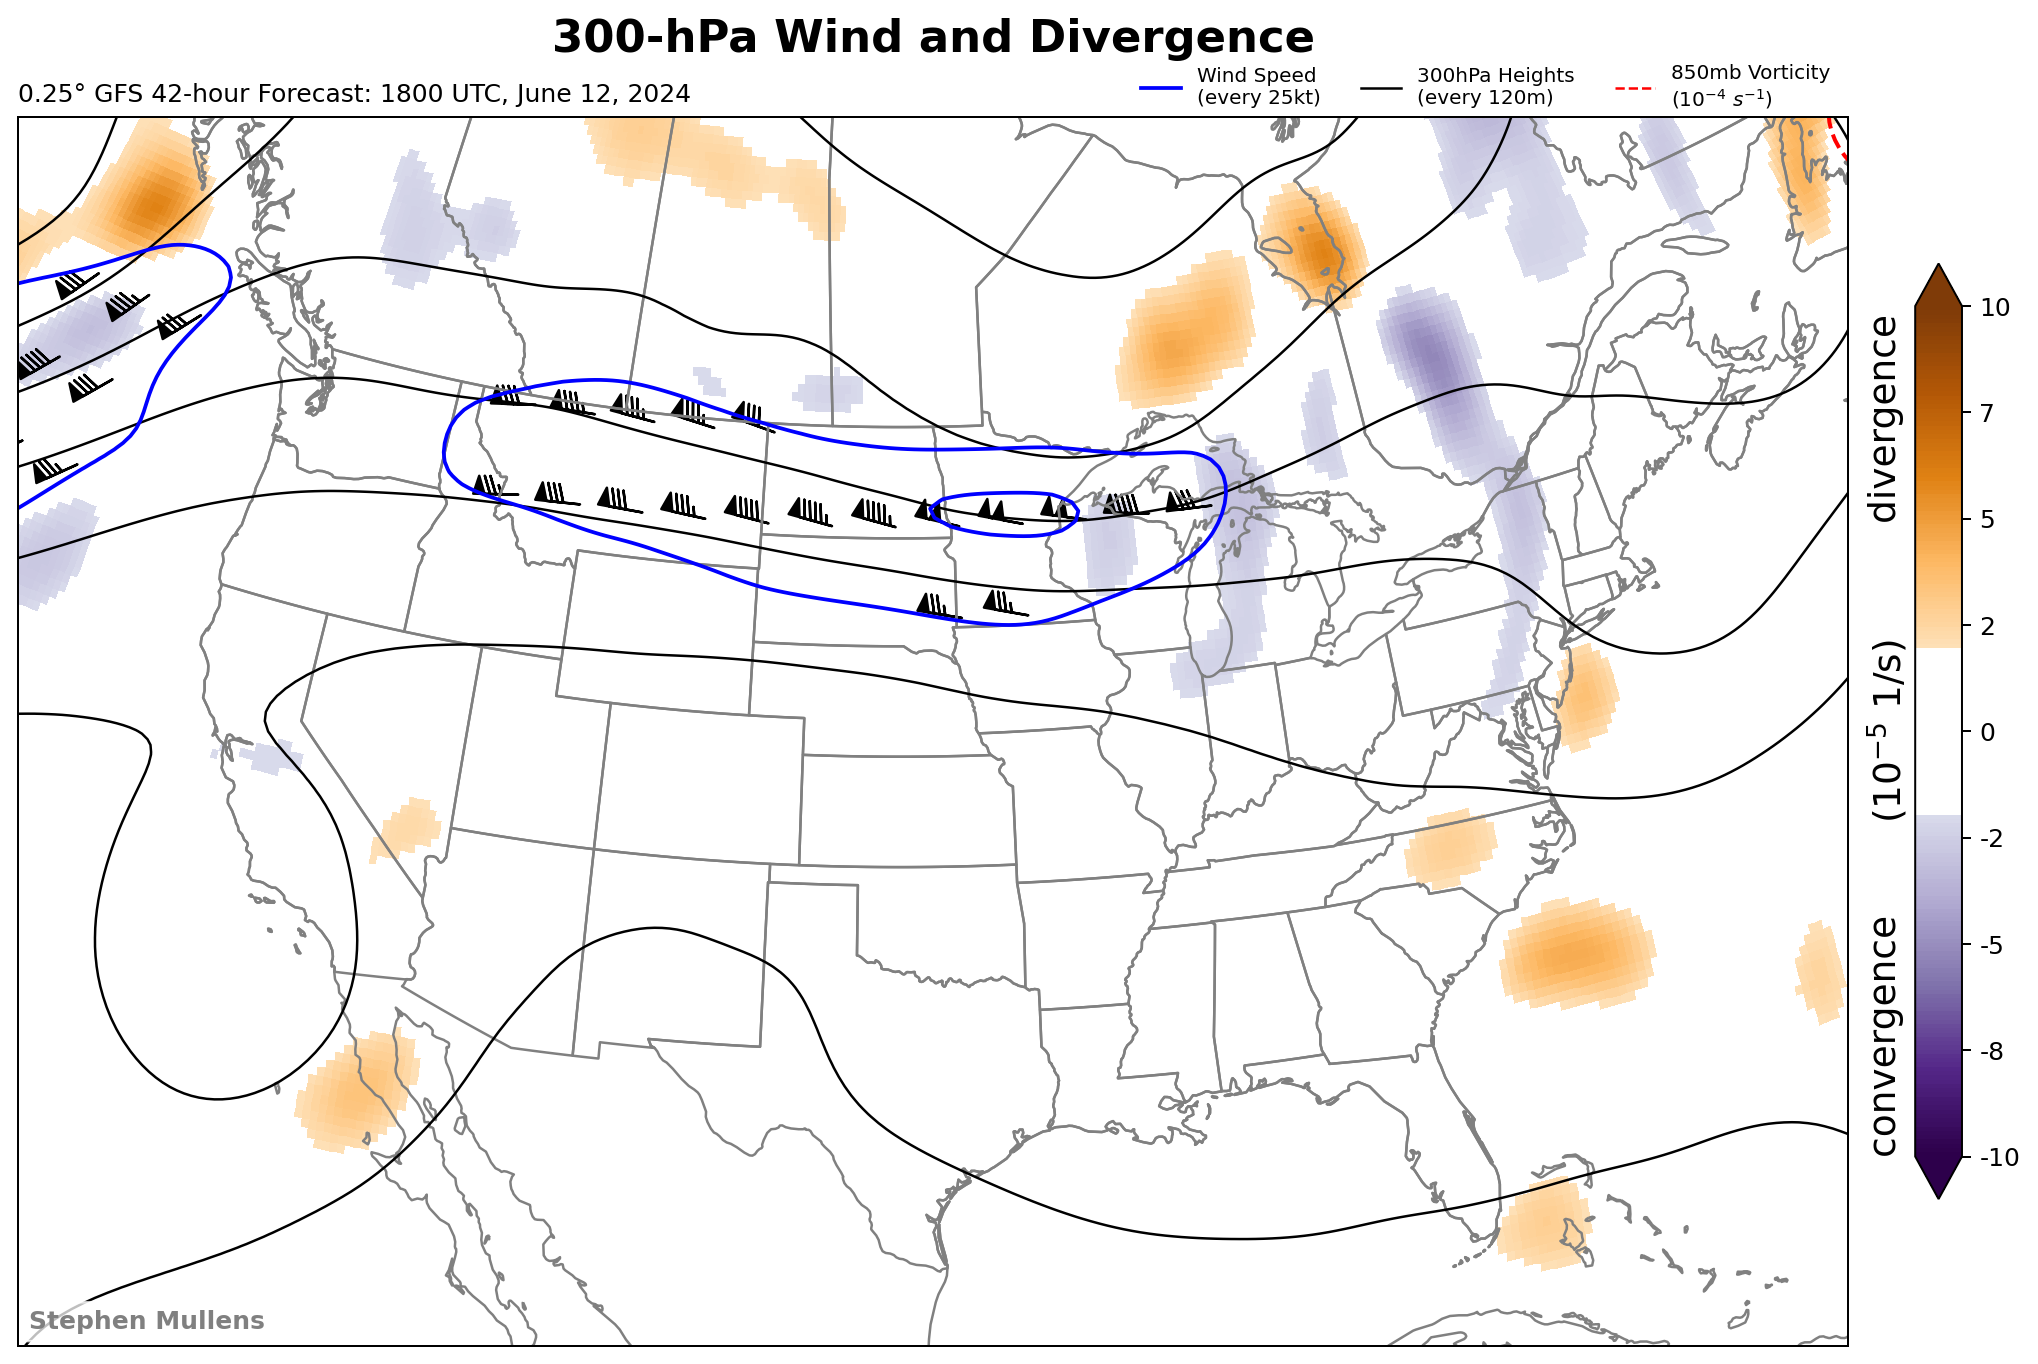 300-hPa Wind and Divergence
0.25° GFS 42-hour Forecast: 1800 UTC, June 12, 2024
Wind Speed
(every 25kt)
300hPa Heights
(every 120m)
850mb Vorticity
(10⁻⁴ s⁻¹)
10
7
5
2
0
-2
-5
-8
-10
convergence (10⁻⁵ 1/s) divergence
Stephen Mullens